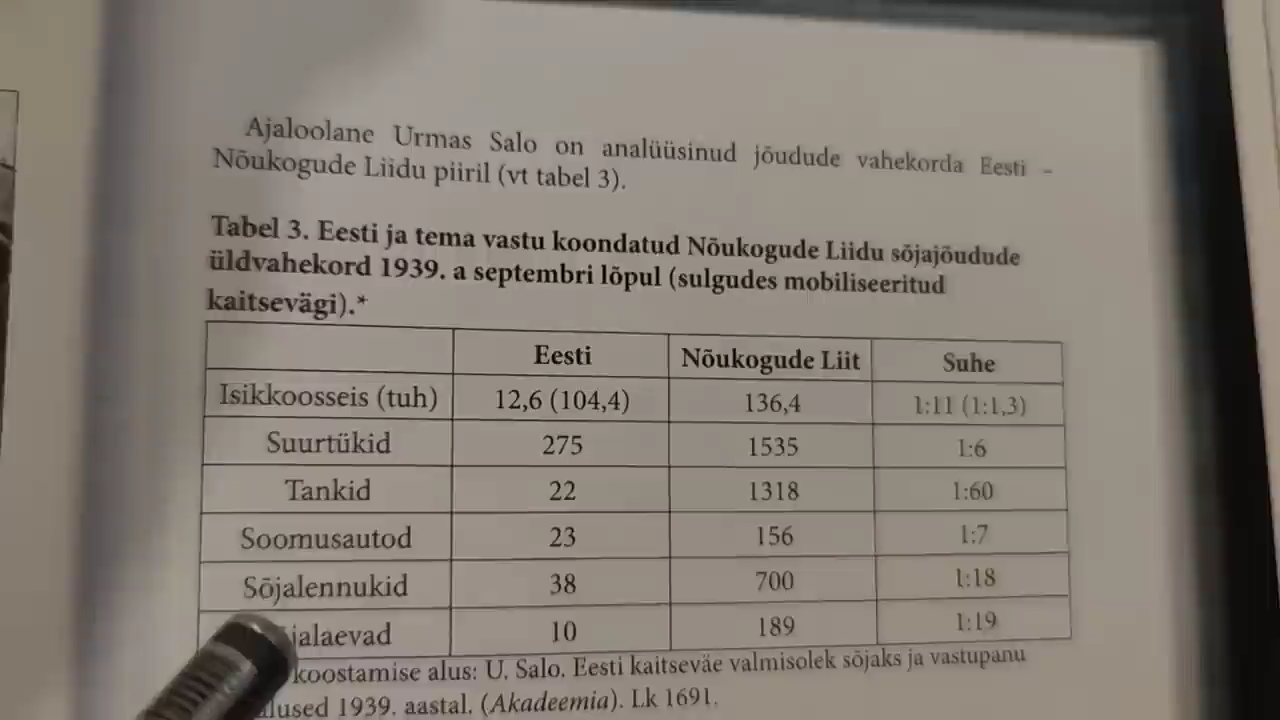 Ajaloolane Urmas Salo on analüüsinud jõudude vahekorda Eesti –
Nõukogude Liidu piiril (vt tabel 3).
Tabel 3. Eesti ja tema vastu koondatud Nõukogude Liidu sõjajõudude
üldvahekord 1939. a septembri lõpul (sulgudes mobiliseeritud
kaitsevägi).*
Eesti Nõukogude Liit Suhe
Isikkoosseis (tuh) 12,6 (104,4) 136,4 1:11 (1:1,3)
Suurtükid 275 1535 1:6
Tankid 22 1318 1:60
Soomusautod 23 156 1:7
Sõjalennukid 38 700 1:18
jalaevad 10 189 1:19
koostamise alus: U. Salo. Eesti kaitseväe valmisolek sõjaks ja vastupanu
lused 1939. aastal. (Akadeemia). Lk 1691.